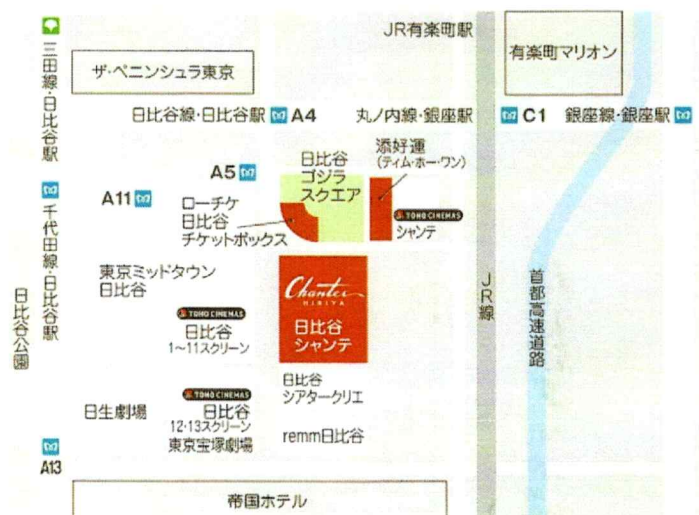 JR有楽町駅
有楽町マリオン
ザ・ペニンシュラ東京
三田線・日比谷駅
日比谷線・日比谷駅 A4
丸ノ内線・銀座駅
C1 銀座線・銀座駅
添好運
(ティム・ホー・ワン)
日比谷
ゴジラ
スクエア
A5
A11
ローチケ
日比谷
チケットボックス
TOHO CINEMAS
シャンテ
千代田線・日比谷駅
日比谷公園
東京ミッドタウン
日比谷
TOHO CINEMAS
日比谷
1〜11スクリーン
Chanter
HIBIYA
日比谷
シャンテ
JR線
首都高速道路
日比谷
シアタークリエ
日生劇場
TOHO CINEMAS
日比谷
12・13スクリーン
東京宝塚劇場
remm日比谷
A13
帝国ホテル